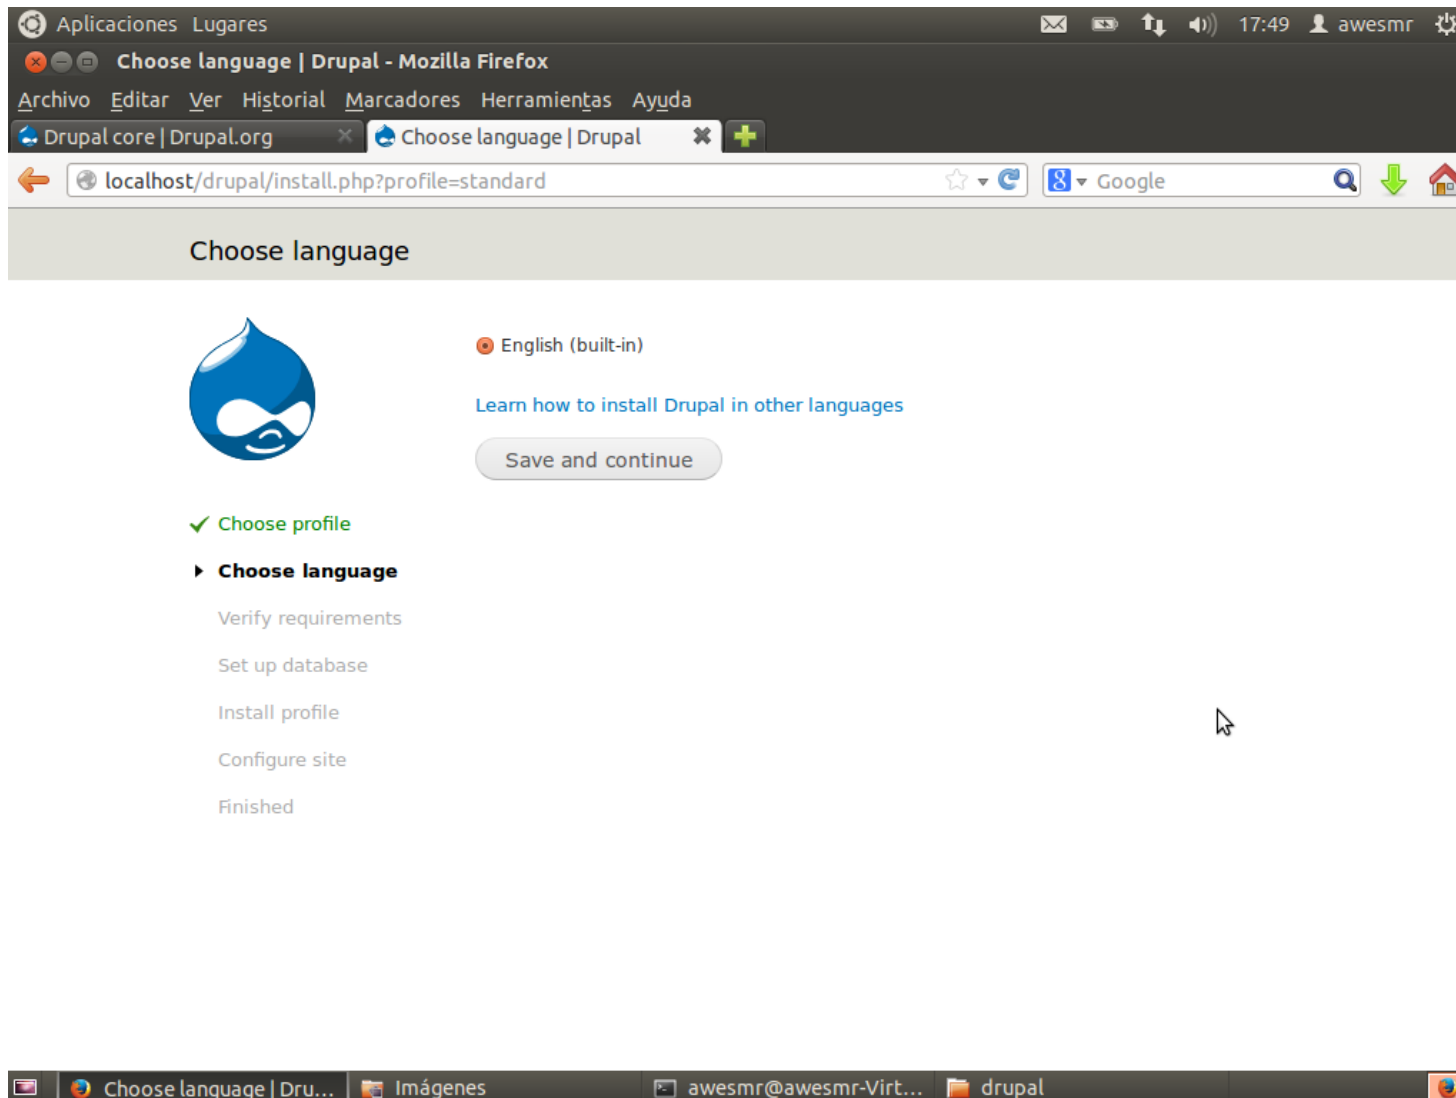 Aplicaciones Lugares 17:49 awesmr
Choose language | Drupal - Mozilla Firefox
Archivo Editar Ver Historial Marcadores Herramientas Ayuda
Drupal core | Drupal.org Choose language | Drupal
localhost/drupal/install.php?profile=standard 8 Google
Choose language
English (built-in)
Learn how to install Drupal in other languages
Save and continue
Choose profile
Choose language
Verify requirements
Set up database
Install profile
Configure site
Finished
Choose language | Dru... Imágenes awesmr@awesmr-Virt... drupal